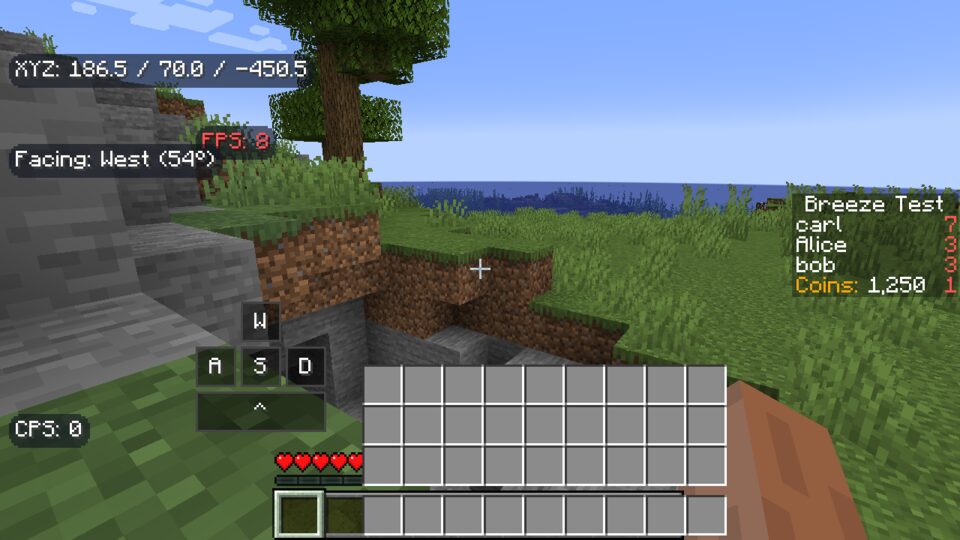 XYZ: 186.5 / 70.0 / -450.5
FPS: 8
Facing: West (54°)
Breeze Test
carl 7
Alice 3
bob 3
Coins: 1,250 1
W
A S D
^
CPS: 0